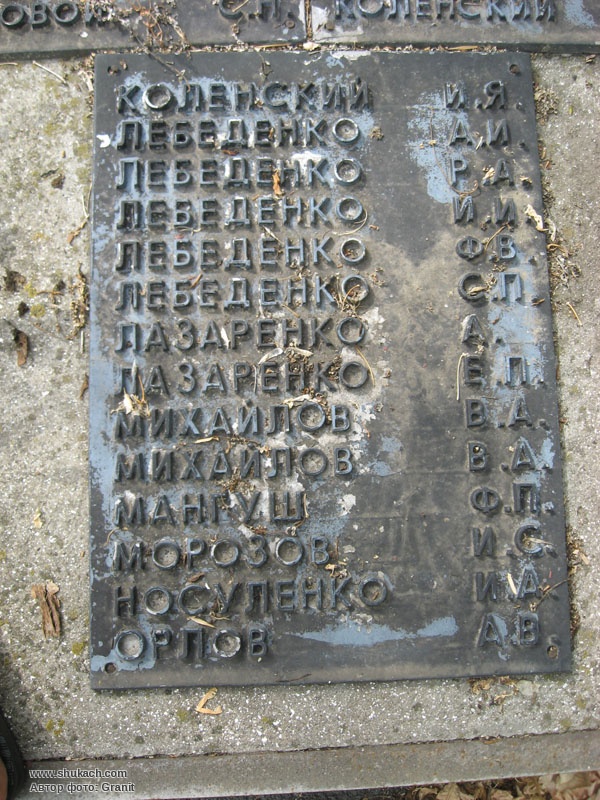 С.П. КОЛЕНСКИЙ
КОЛЕНСКИЙ И.Я.
ЛЕБЕДЕНКО А.И.
ЛЕБЕДЕНКО Р.А.
ЛЕБЕДЕНКО И.И.
ЛЕБЕДЕНКО Ф.В.
ЛЕБЕДЕНКО С.П.
ЛАЗАРЕНКО А.
ЛАЗАРЕНКО Е.П.
МИХАЙЛОВ В.А.
МИХАЙЛОВ В.А.
МАНГУШ Ф.П.
МОРОЗОВ И.С.
НОСУЛЕНКО И.А.
ОРЛОВ А.В.
www.shukach.com
Автор фото: Granit